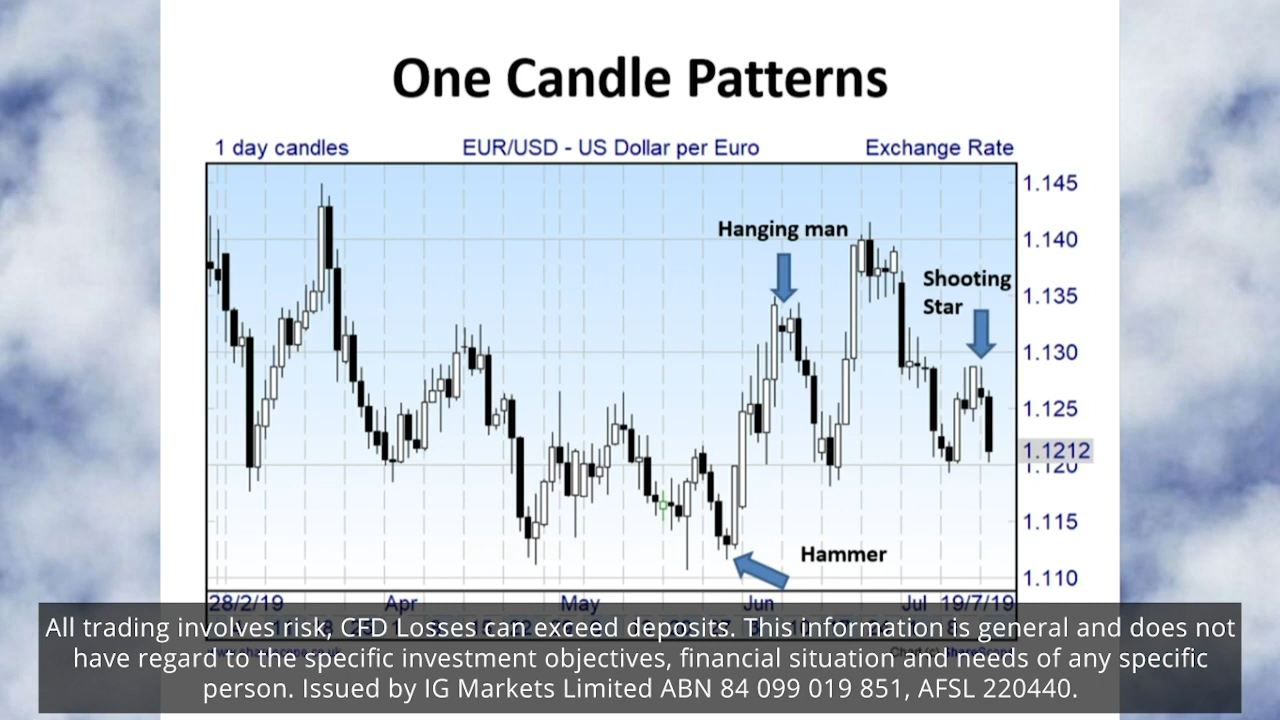 One Candle Patterns
1 day candles EUR/USD - US Dollar per Euro Exchange Rate
1.145
Hanging man
1.140
Shooting
Star
1.135
1.130
1.125
1.1212
1.120
1.115
Hammer
1.110
28/2/19 Apr May Jun Jul 19/7/19
All trading involves risk, CFD Losses can exceed deposits. This information is general and does not
have regard to the specific investment objectives, financial situation and needs of any specific
person. Issued by IG Markets Limited ABN 84 099 019 851, AFSL 220440.